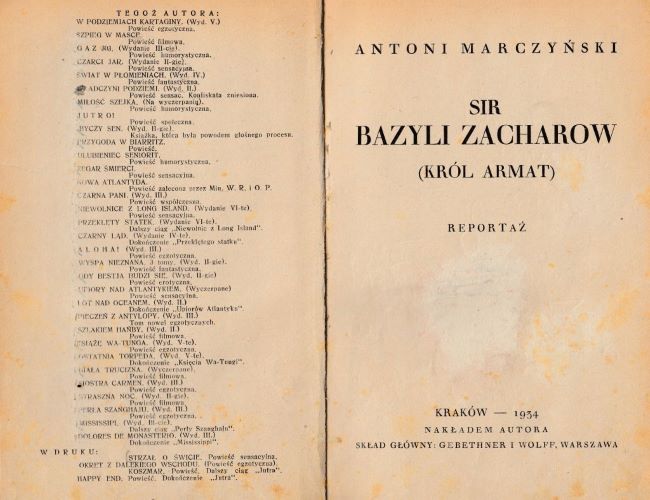 TEGOŻ AUTORA:
W PODZIEMIACH KARTAGINY. (Wyd. V.)
Powieść egzotyczna.
SZPIEG W MASCE.
Powieść filmowa.
GAZ 303. (Wydanie III-cie).
Powieść humorystyczna.
CZARCI JAR. (Wydanie II-gie).
Powieść sensacyjna.
ŚWIAT W PŁOMIENIACH. (Wyd. IV.)
Powieść fantastyczna.
WŁADCZYNI PODZIEMI. (Wyd. II.)
Powieść sensac. Konfiskata zniesiona.
MIŁOŚĆ SZEJKA. (Na wyczerpaniu).
Powieść humorystyczna.
JUTRO!
Powieść społeczna.
BYCZY SEN. (Wyd. II-gie).
Książka, która była powodem głośnego procesu.
PRZYGODA W BIARRITZ.
Powieść.
ULUBIENIEC SENIORIT.
Powieść humorystyczna.
ZEGAR ŚMIERCI.
Powieść sensacyjna.
NOWA ATLANTYDA.
Powieść zalecona przez Min. W. R. i O. P.
CZARNA PANI. (Wyd. III.)
Powieść współczesna.
NIEWOLNICE Z LONG ISLAND. (Wydanie VI-te).
Powieść sensacyjna.
PRZEKLĘTY STATEK. (Wydanie VI-te).
Dalszy ciąg „Niewolnic z Long Island".
CZARNY LĄD. (Wydanie IV-te).
Dokończenie „Przeklętego statku".
ALOHA! (Wyd. III.)
Powieść egzotyczna.
WYSPA NIEZNANA. 3 tomy. (Wyd. II-gie).
Powieść fantastyczna.
GDY BESTJA BUDZI SIĘ. (Wyd. II-gie)
Powieść erotyczna.
UPIORY NAD ATLANTYKIEM. (Wyczerpane)
Powieść sensacyjna.
LOT NAD OCEANEM. (Wyd. II.)
Dokończenie „Upiorów Atlantyku".
PIECZEŃ Z ANTYLOPY. (Wyd. III.)
Tom nowel egzotycznych.
SZLAKIEM HAŃBY. (Wyd. II.)
Powieść filmowa.
KSIĄŻĘ WA-TUNGA. (Wyd. V-te).
Powieść egzotyczna.
OSTATNIA TORPEDA. (Wyd. V-te).
Dokończenie „Księcia Wa-Tungi".
BIAŁA TRUCIZNA. (Wyczerpane).
Powieść filmowa.
SIOSTRA CARMEN. (Wyd. III.)
Powieść egzotyczna.
STRASZNA NOC. (Wyd. II-gie).
Powieść filmowa.
PERŁA SZANGHAJU. (Wyd. III.)
Powieść egzotyczna.
MISSISSIPI. (Wyd. III-cie).
Dalszy ciąg „Perły Szanghaju".
DOLORES DE MONASTERIO. (Wyd. III.)
Dokończenie „Mississipi".
W DRUKU:
STRZAŁ O ŚWICIE. Powieść sensacyjna.
OKRĘT Z DALEKIEGO WSCHODU. (Powieść egzotyczna).
KOSZMAR. Powieść. Dalszy ciąg „Jutra".
HAPPY END. Powieść. Dokończenie „Jutra".
ANTONI MARCZYŃSKI
SIR
BAZYLI ZACHAROW
(KRÓL ARMAT)
REPORTAŻ
KRAKÓW — 1934
NAKŁADEM AUTORA
SKŁAD GŁÓWNY: GEBETHNER I WOLFF, WARSZAWA